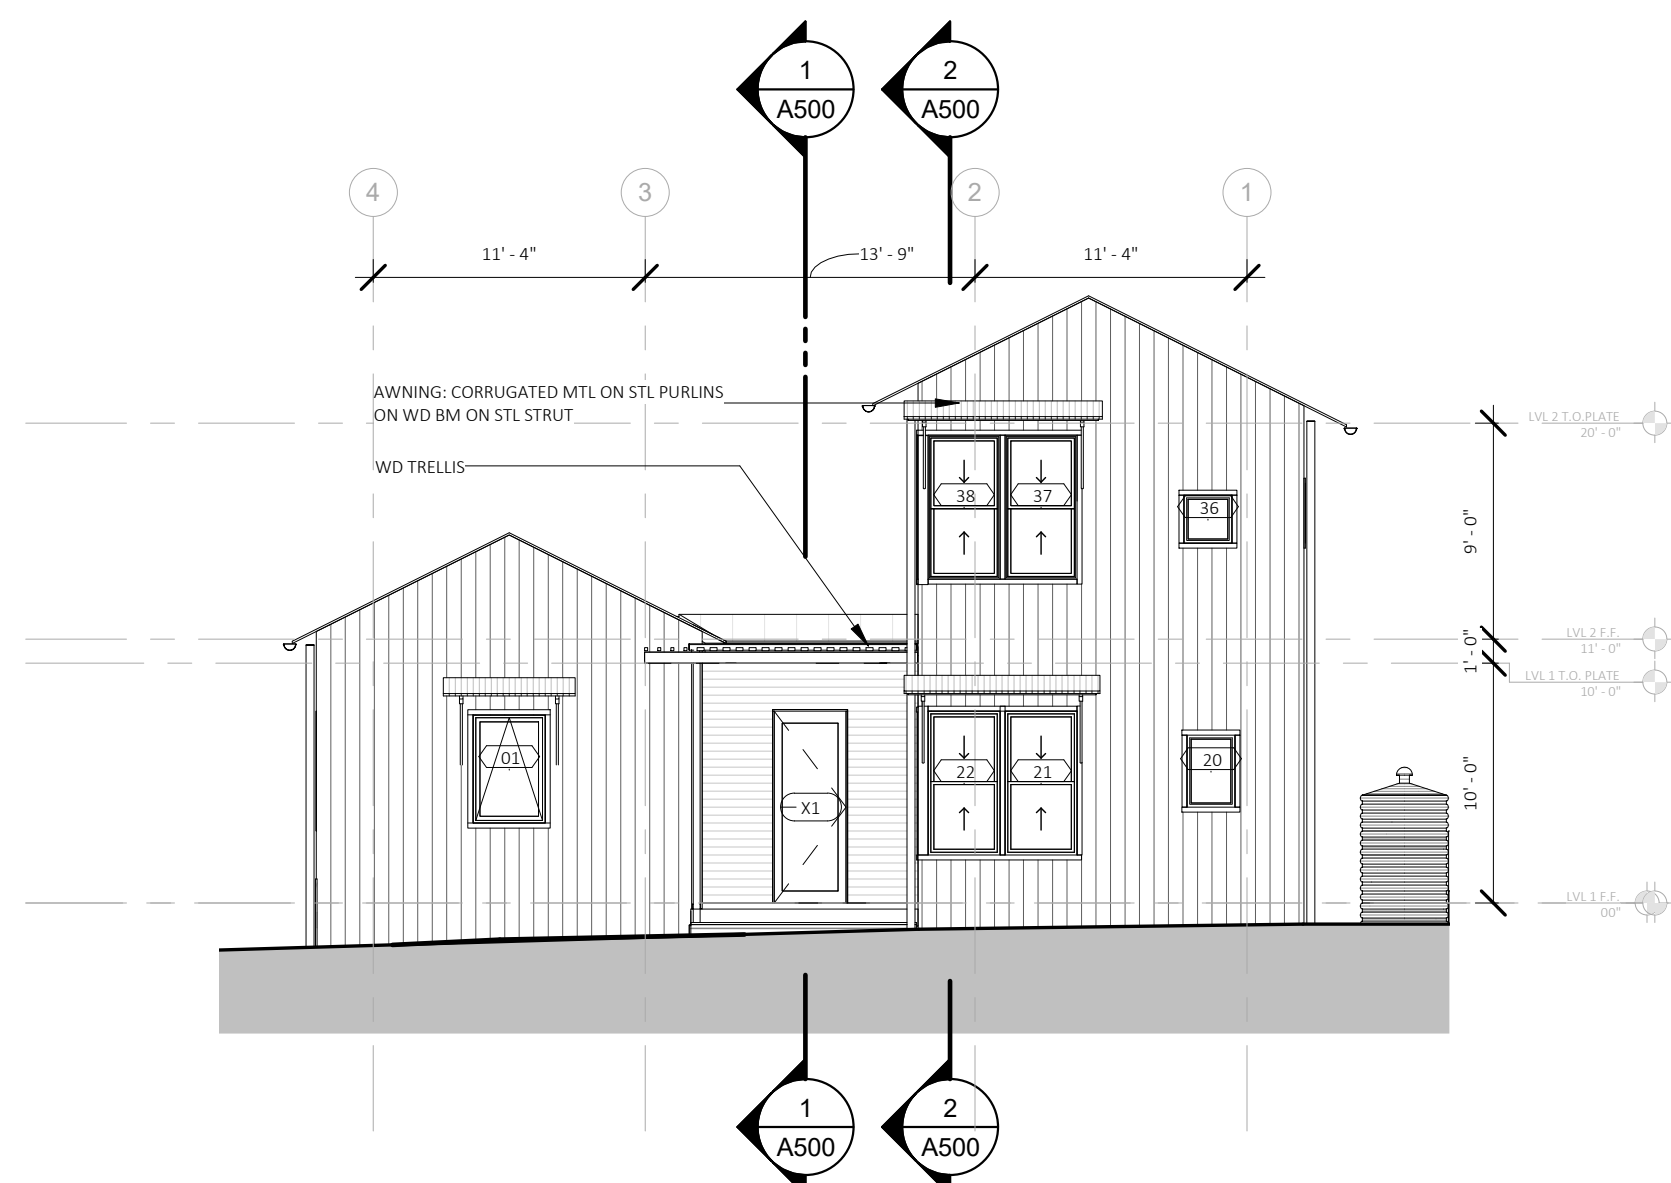 1
A500
2
A500
4
3
2
1
11' - 4"
13' - 9"
11' - 4"
AWNING: CORRUGATED MTL ON STL PURLINS
ON WD BM ON STL STRUT
LVL 2 T.O.PLATE
20' - 0"
WD TRELLIS
38
37
36
9' - 0"
LVL 2 F.F.
11' - 0"
1' - 0"
LVL 1 T.O. PLATE
10' - 0"
01
22
21
20
10' - 0"
X1
LVL 1 F.F.
00"
1
A500
2
A500